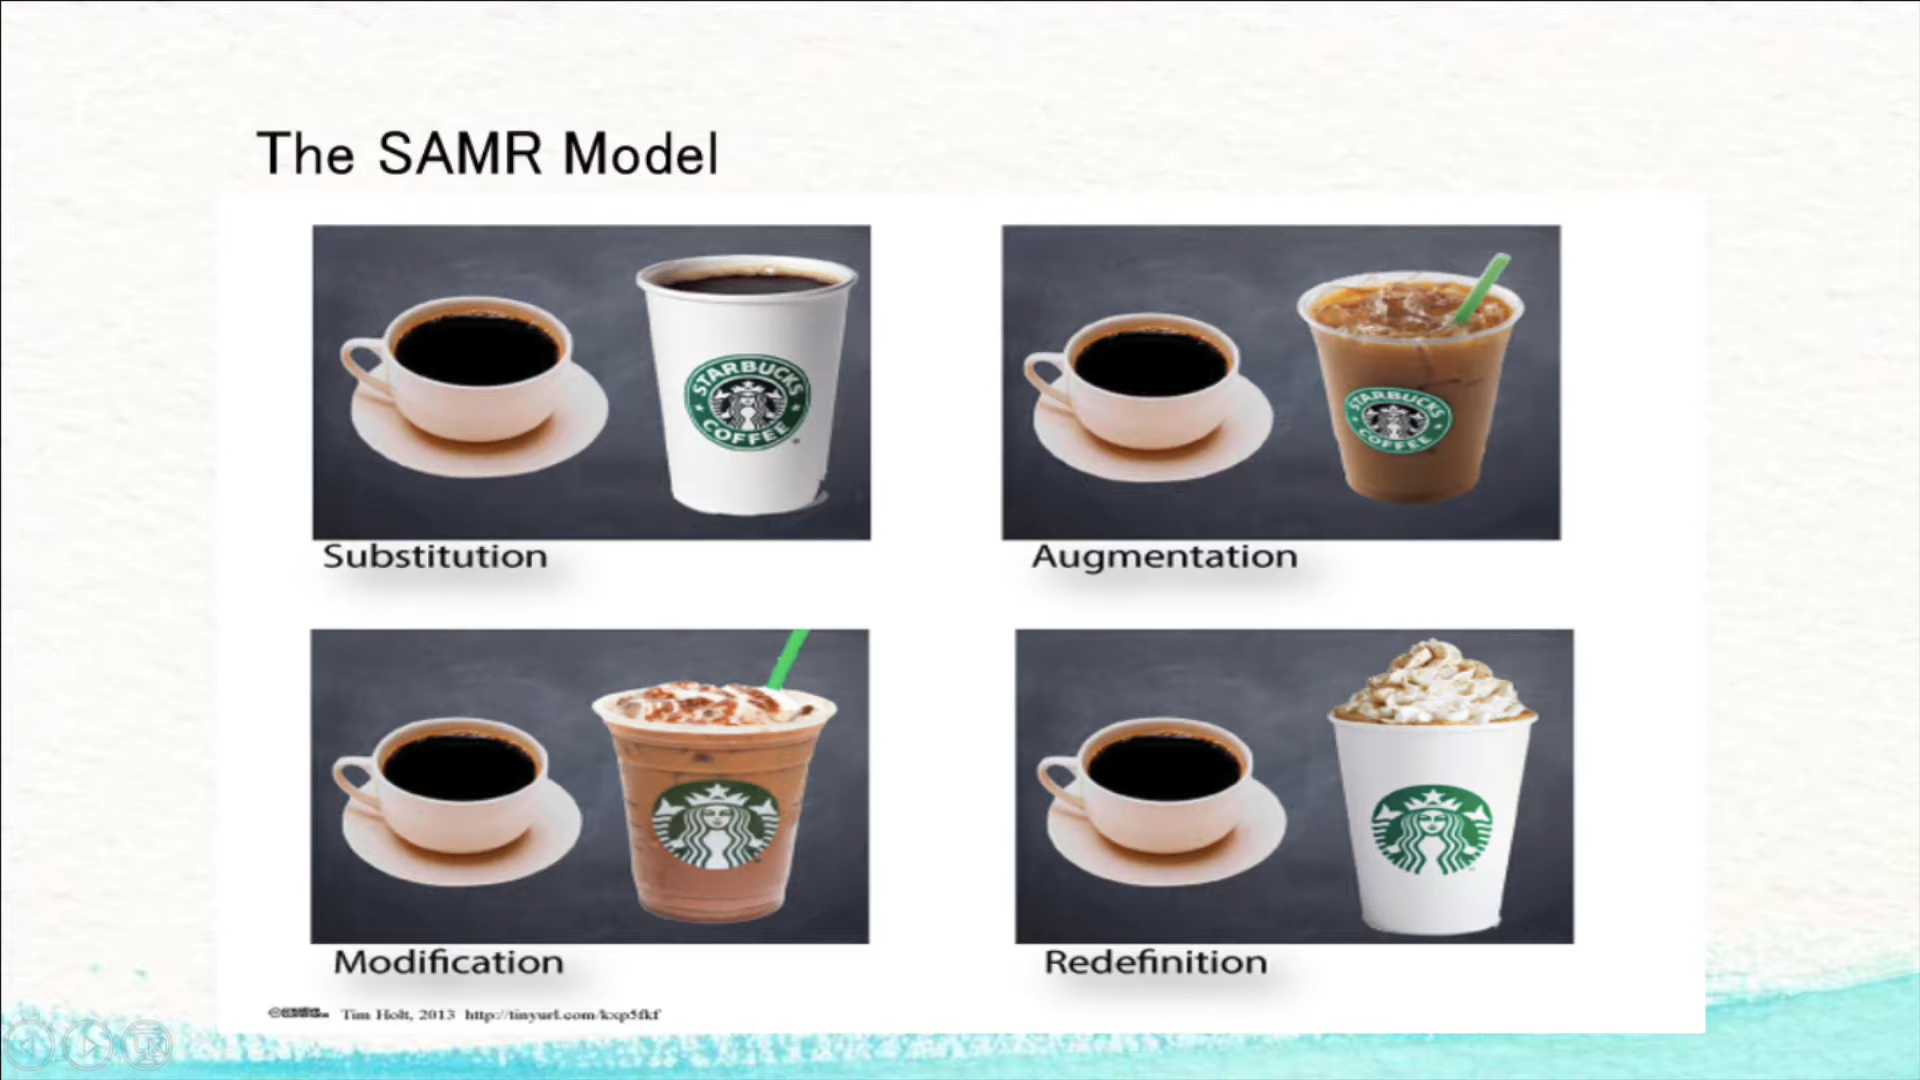 The SAMR Model
STARBUCKS
COFFEE
STARBUCKS
COFFEE
Substitution
Augmentation
Modification
Redefinition
Tim Holt, 2013 http://tinyurl.com/kxp5fkf